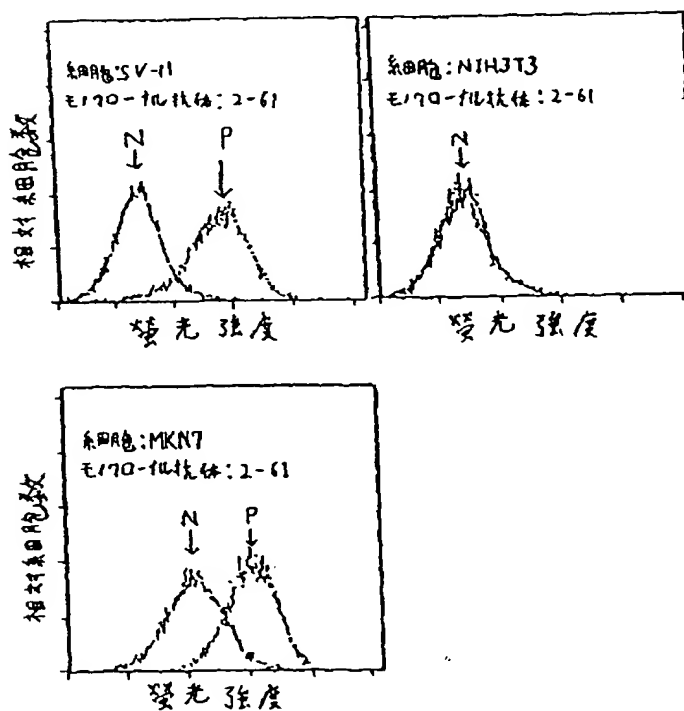 細胞:SV-11
モノクローナル抗体:2-61
N
P
相対細胞数
螢光強度
細胞:NIH3T3
モノクローナル抗体:2-61
N
螢光強度
細胞:MKN7
モノクローナル抗体:2-61
N
P
相対細胞数
螢光強度